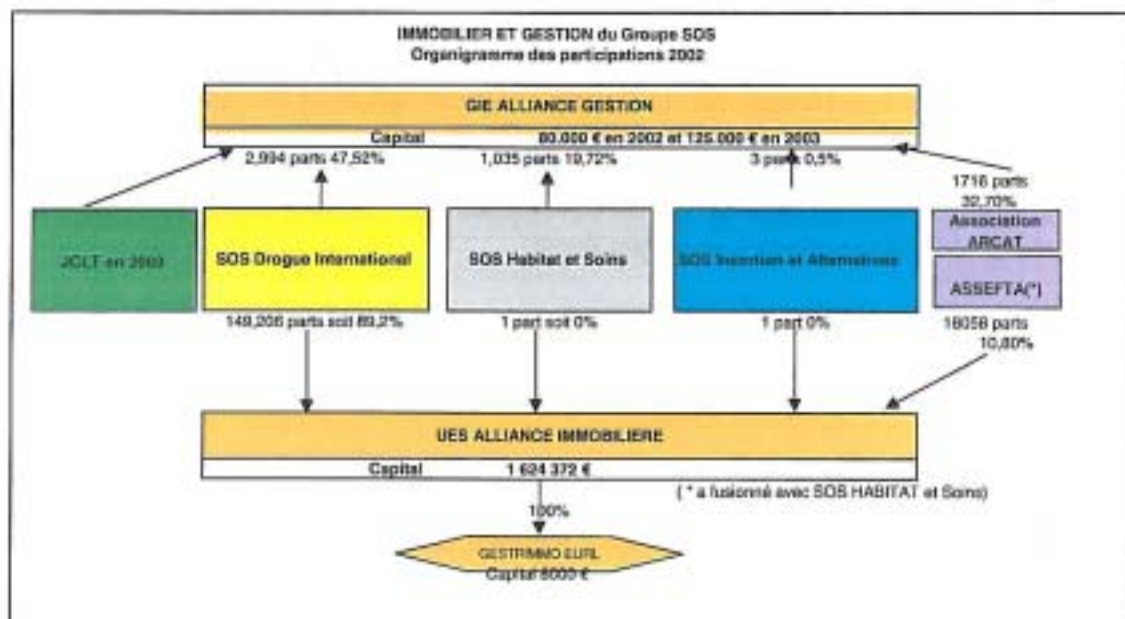 IMMOBILIER ET GESTION du Groupe SOS
Organigramme des participations 2002
GIE ALLIANCE GESTION
Capital 80.000 € en 2002 et 125.000 € en 2003
2,994 parts 47,52%
1,035 parts 19,72%
3 parts 0,5%
1716 parts
32,70%
JCLT en 2003
SOS Drogue International
SOS Habitat et Soins
SOS Insertion et Alternatives
Association
ARCAT
ASSEFTA(*)
149,206 parts soit 89,2%
1 part soit 0%
1 part 0%
18058 parts
10,80%
UES ALLIANCE IMMOBILIERE
Capital 1 624 372 €
( * a fusionné avec SOS HABITAT et Soins)
100%
GESTRIMMO EURL
Capital 8000 €